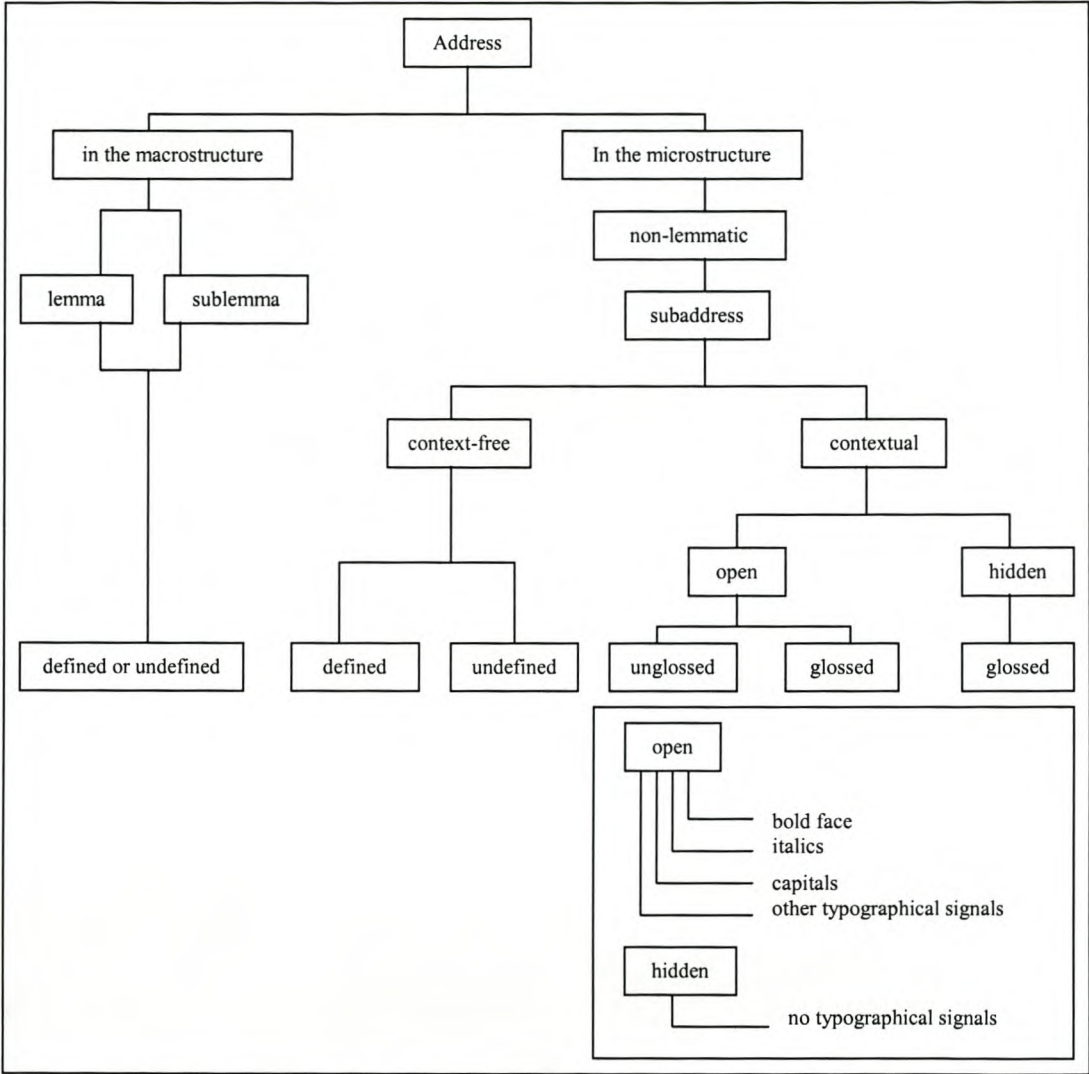 Address
in the macrostructure
In the microstructure
non-lemmatic
lemma
sublemma
subaddress
context-free
contextual
open
hidden
defined or undefined
defined
undefined
unglossed
glossed
glossed
open
bold face
italics
capitals
other typographical signals
hidden
no typographical signals